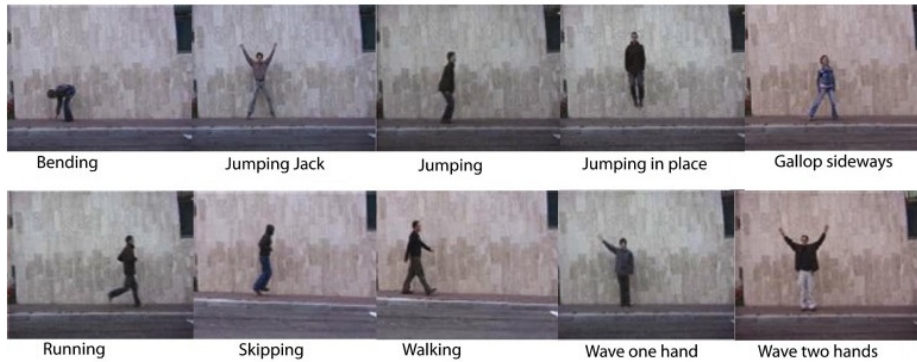 Bending
Jumping Jack
Jumping
Jumping in place
Gallop sideways
Running
Skipping
Walking
Wave one hand
Wave two hands